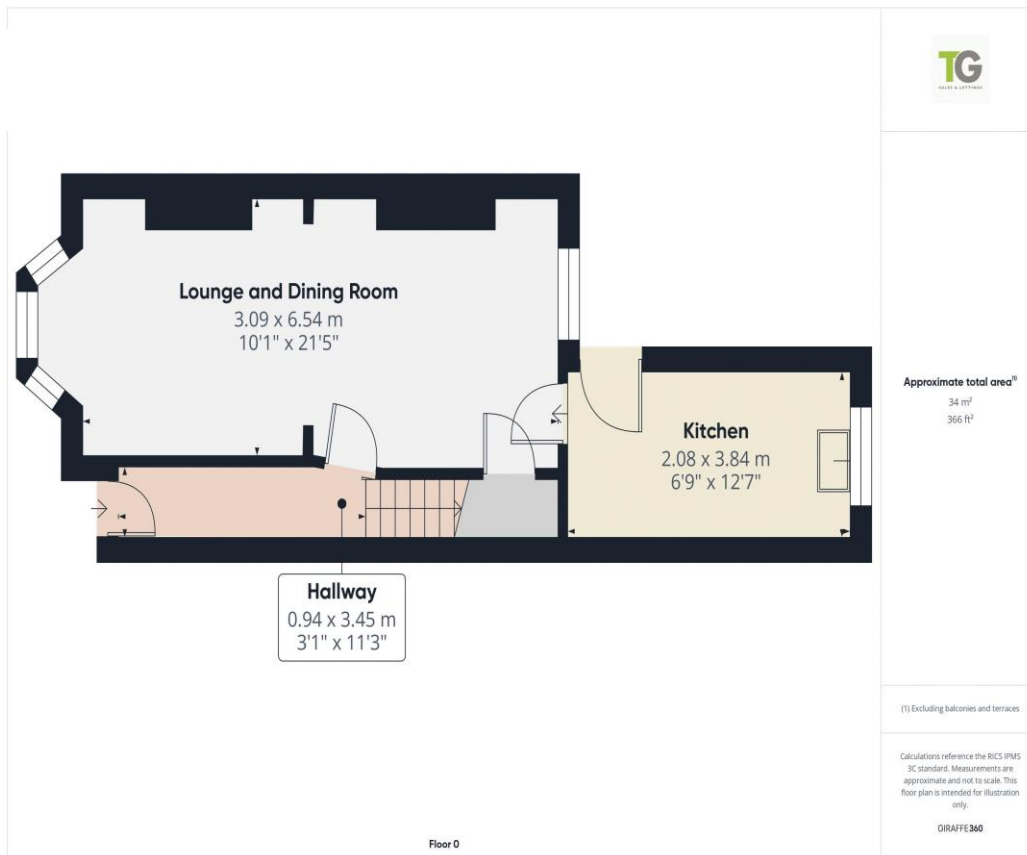 TG
SALES & LETTINGS
Lounge and Dining Room
3.09 x 6.54 m
10'1" x 21'5"
Kitchen
2.08 x 3.84 m
6'9" x 12'7"
Hallway
0.94 x 3.45 m
3'1" x 11'3"
Floor 0
Approximate total area⁽¹⁾
34 m²
366 ft²
(1) Excluding balconies and terraces
Calculations reference the RICS IPMS
3C standard. Measurements are
approximate and not to scale. This
floor plan is intended for illustration
only.
GIRAFFE360